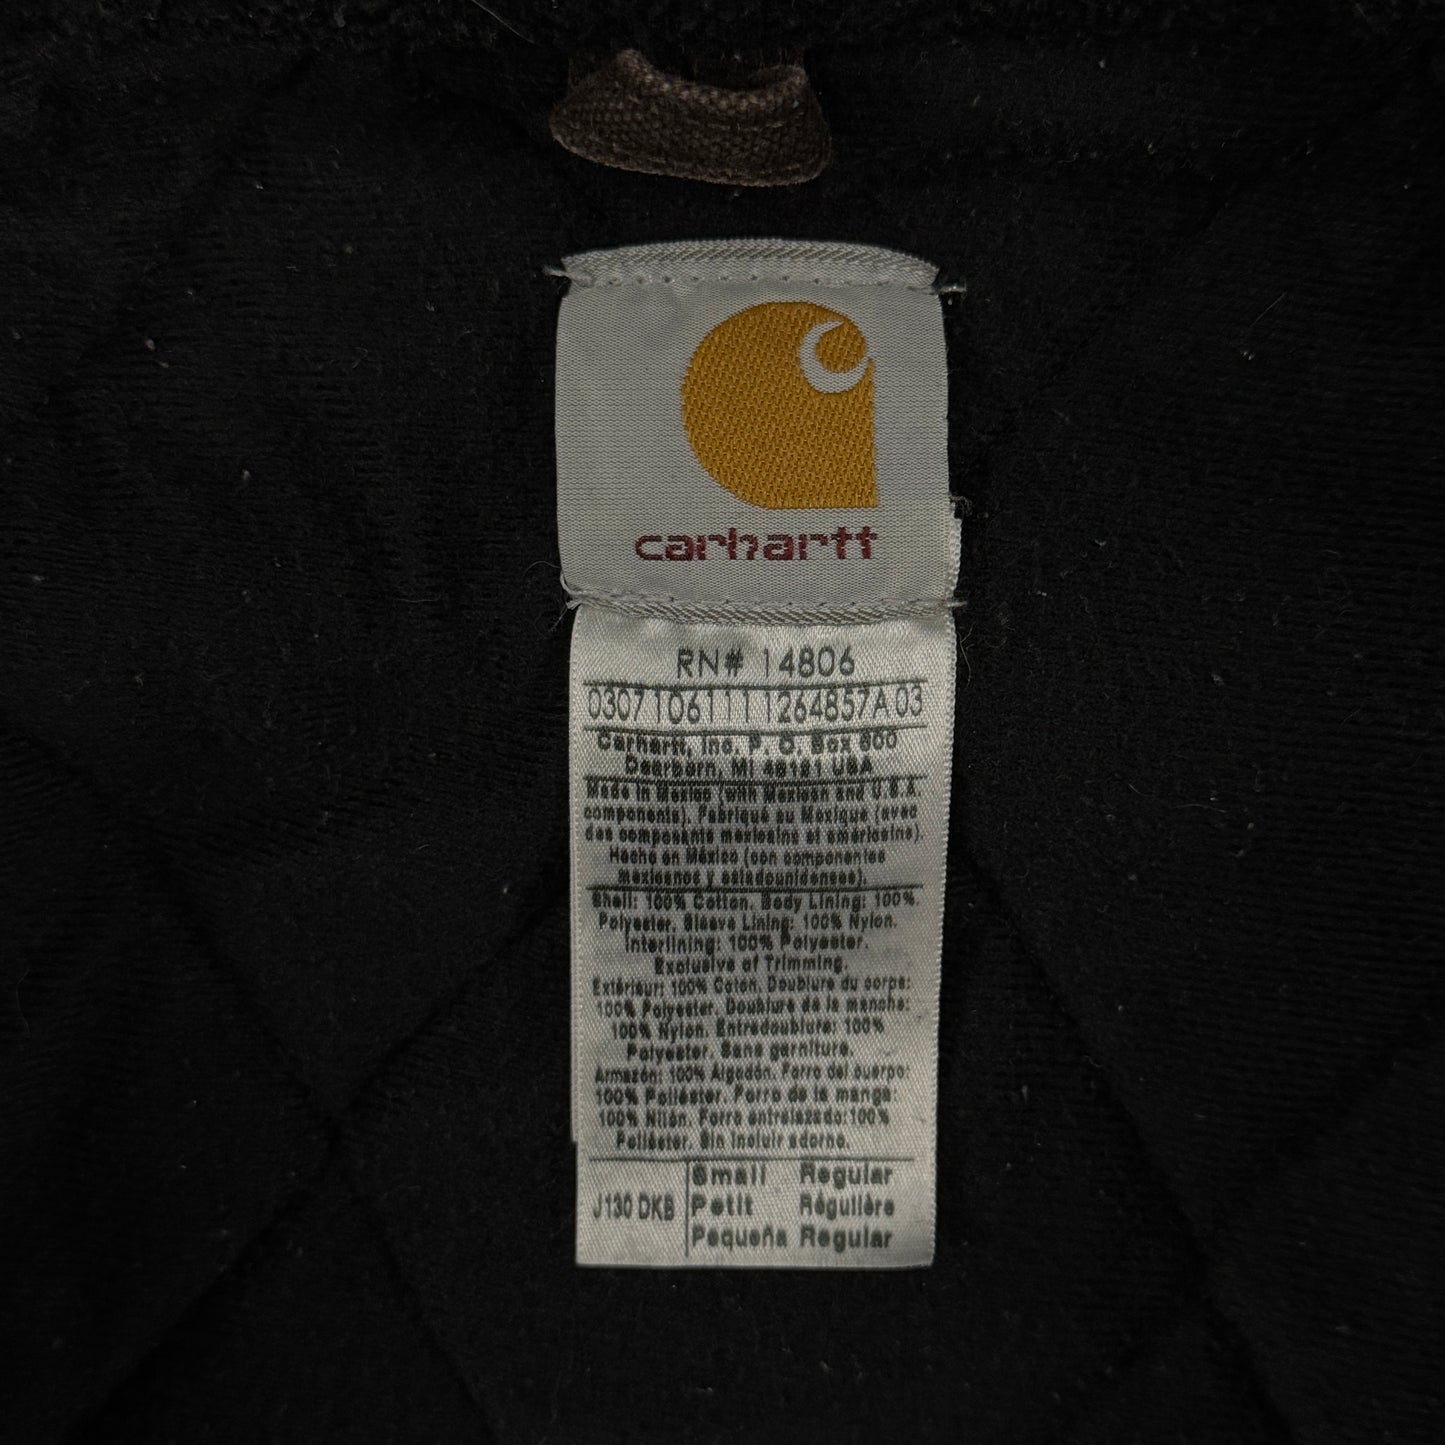 carhartt
RN# 14806
0307106111 1264857A 03
Carhartt, Inc. P. O. Box 600
Dearborn, MI 48121 USA
Made in Mexico (with Mexican and U.S.A
components). Fabriqué au Mexique (avec
des composants mexicains et américains).
Hecho en México (con componentes
mexicanos y estadounidenses).
Shell: 100% Cotton. Body Lining: 100%.
Polyester. Sleeve Lining: 100% Nylon.
Interlining: 100% Polyester.
Exclusive of Trimming.
Extérieur: 100% Coton. Doublure du corps:
100% Polyester. Doublure de la manche:
100% Nylon. Entredoublure: 100%
Polyester. Sans garniture.
Armazón: 100% Algodón. Forro del cuerpo:
100% Poliéster. Forro de la manga:
100% Nilón. Forro entrelazado:100%
Poliéster. Sin incluir adorno.
J130 DKB
Small Regular
Petit Régulière
Pequeña Regular